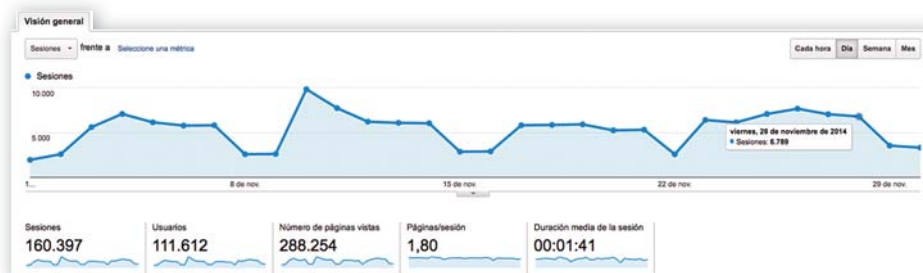 Visión general
Sesiones frente a Seleccione una métrica
Cada hora Día Semana Mes
Sesiones
10.000
5.000
viernes, 28 de noviembre de 2014
Sesiones: 6.789
1... 8 de nov. 15 de nov. 22 de nov. 29 de nov.
Sesiones Usuarios Número de páginas vistas Páginas/sesión Duración media de la sesión
160.397 111.612 288.254 1,80 00:01:41